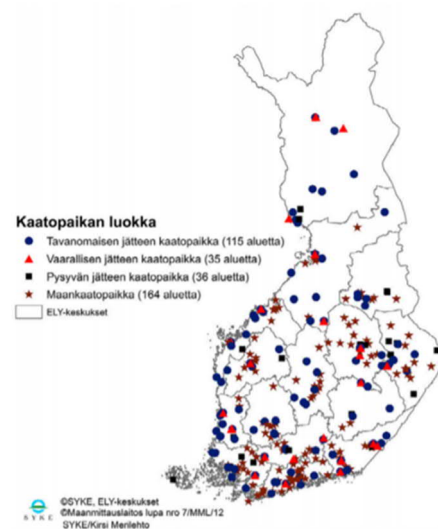 Kaatopaikan luokka
Tavanomaisen jätteen kaatopaikka (115 aluetta)
Vaarallisen jätteen kaatopaikka (35 aluetta)
Pysyvän jätteen kaatopaikka (36 aluetta)
Maankaatopaikka (164 aluetta)
ELY-keskukset
©SYKE, ELY-keskukset
©Maanmittauslaitos lupa nro 7/MML/12
SYKE/Kirsi Merilehto
SYKE